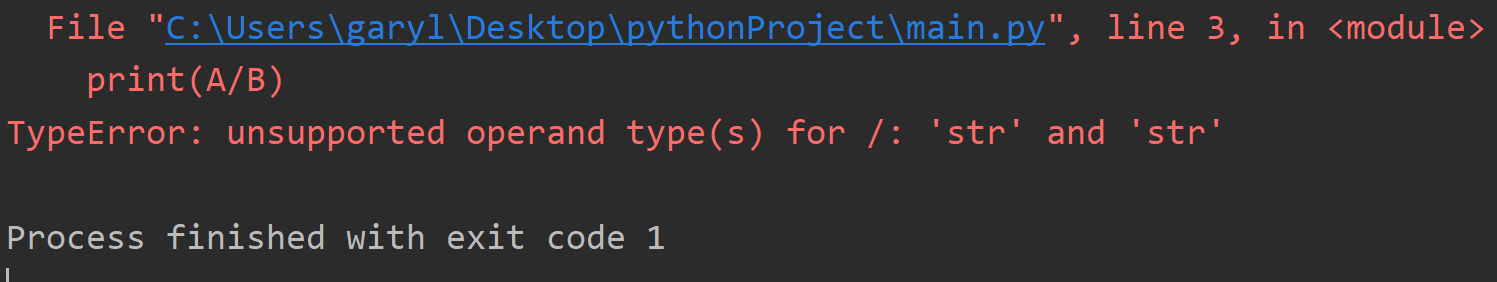 File "C:\Users\garyl\Desktop\pythonProject\main.py", line 3, in <module>
print(A/B)
TypeError: unsupported operand type(s) for /: 'str' and 'str'
Process finished with exit code 1